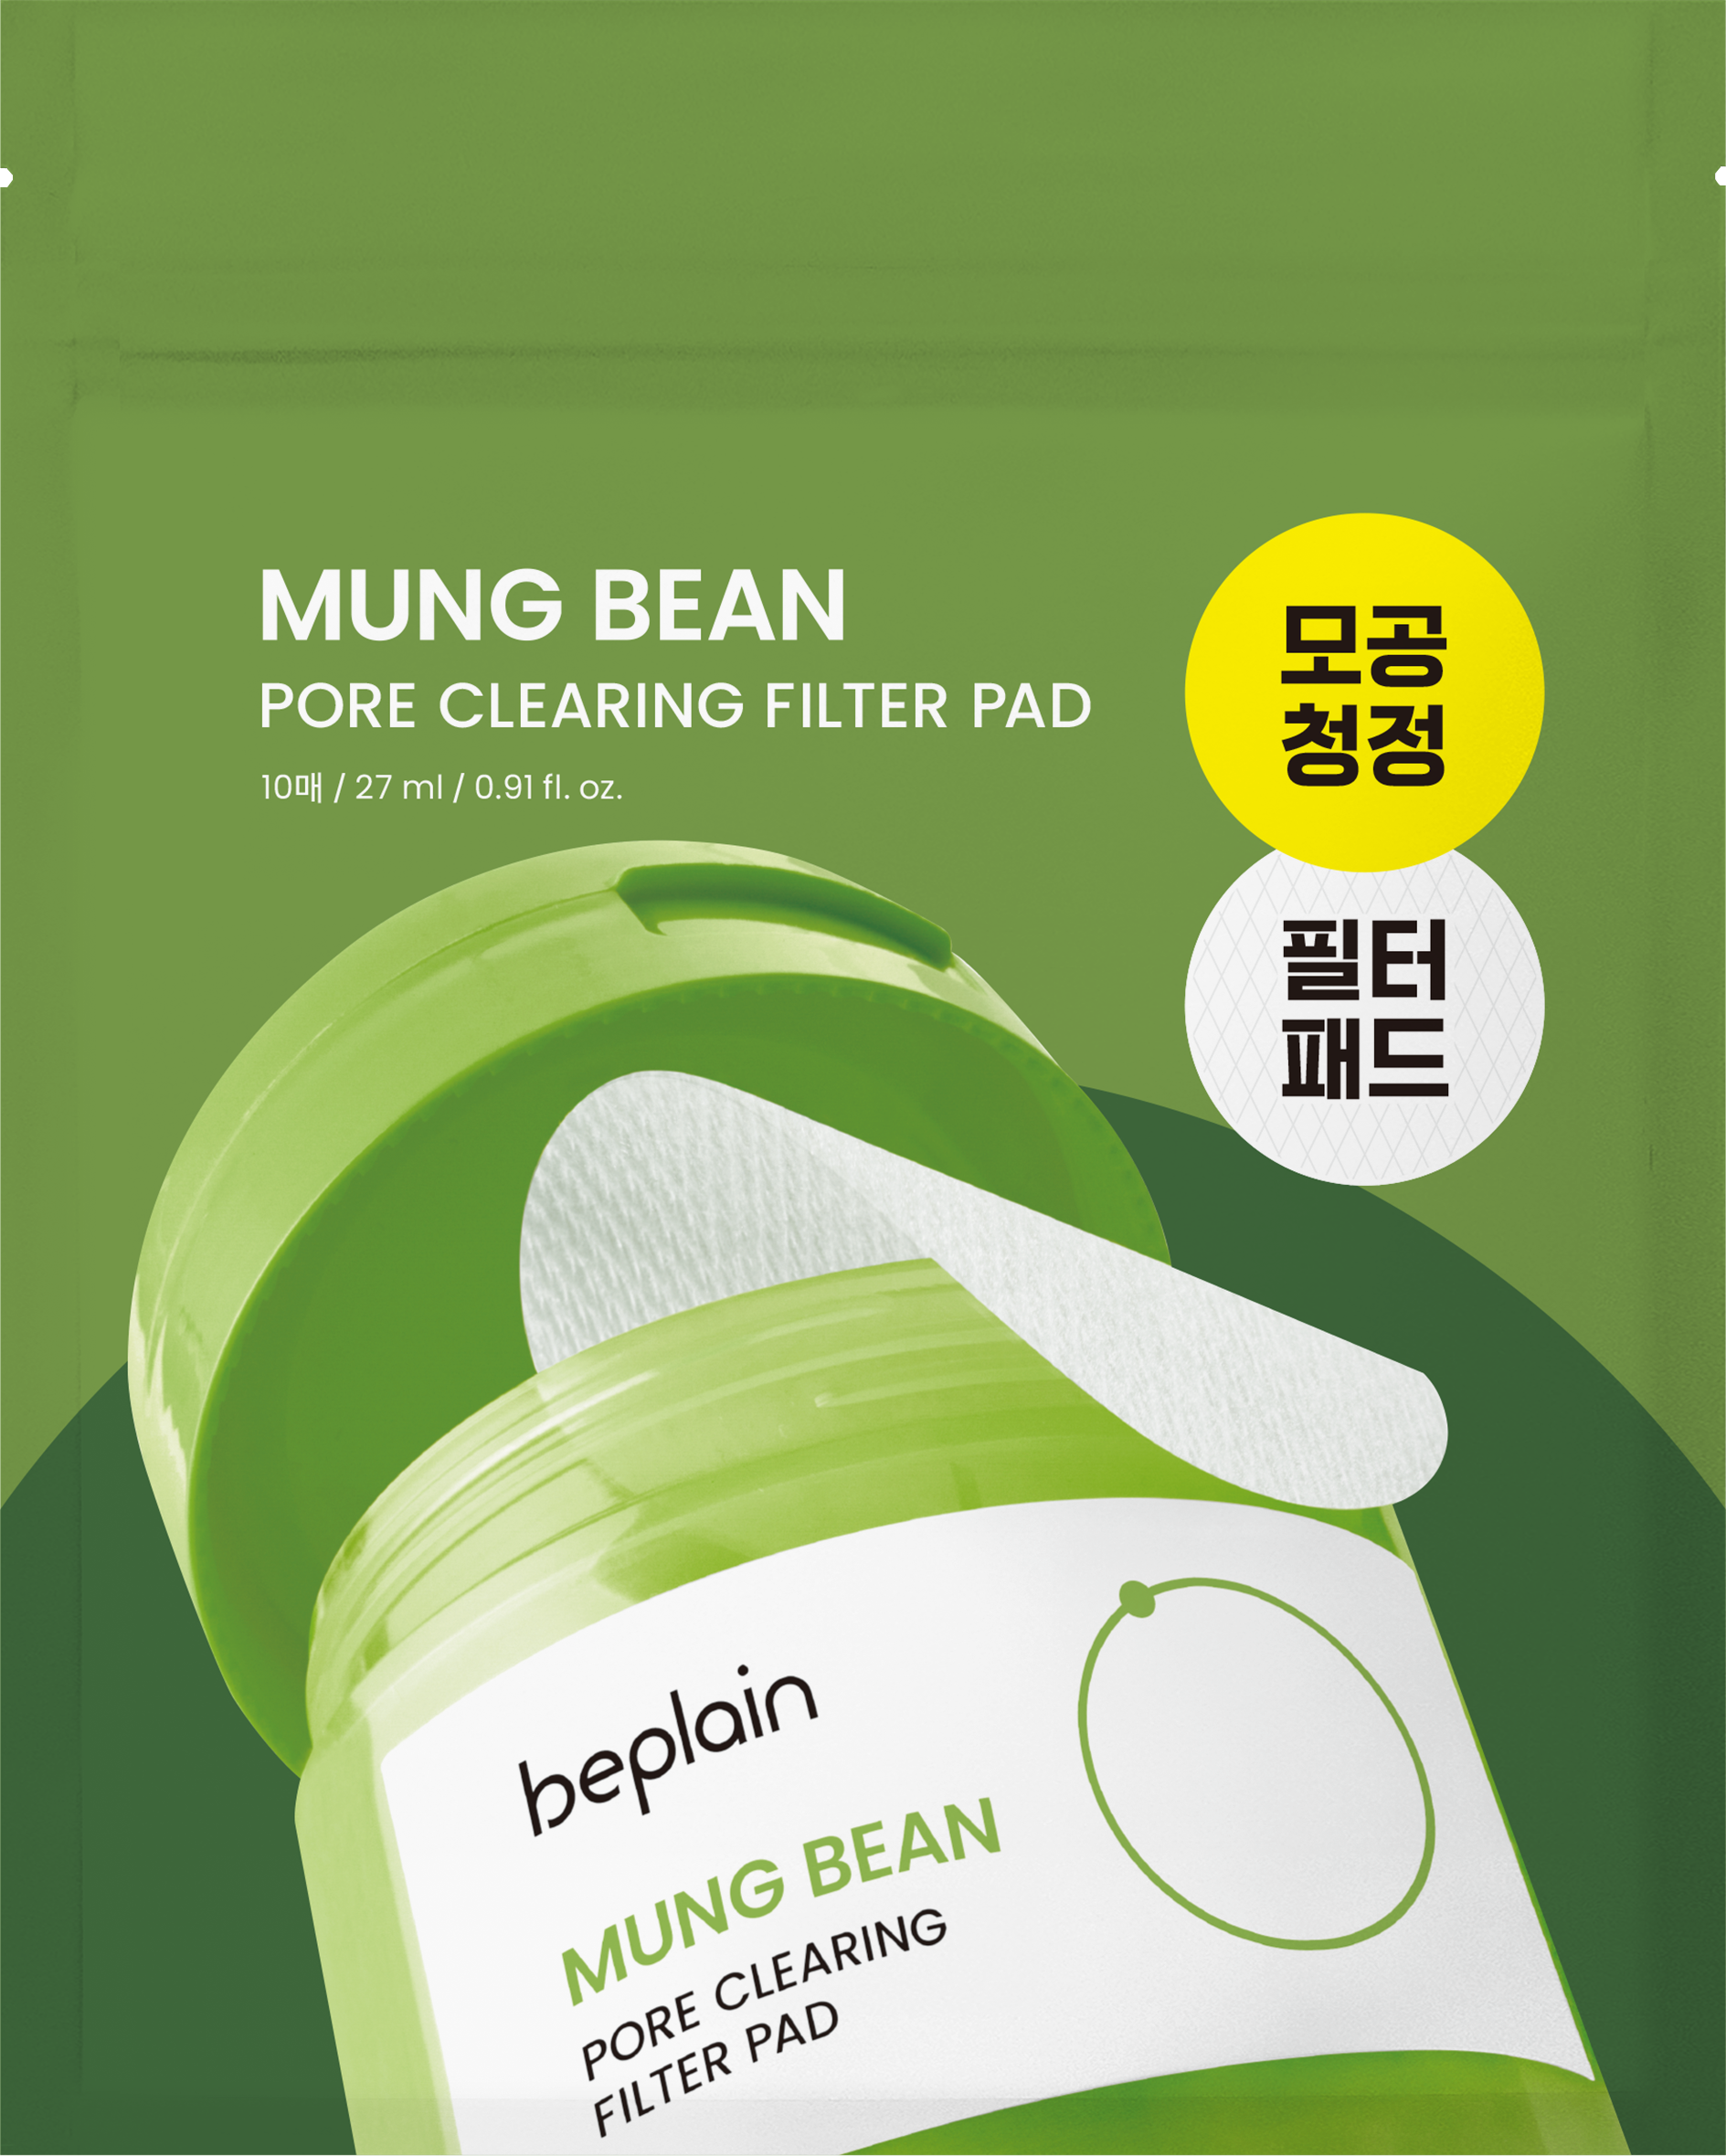 MUNG BEAN
PORE CLEARING FILTER PAD
10매 / 27 ml / 0.91 fl. oz.
모공
청정
필터
패드
beplain
MUNG BEAN
PORE CLEARING
FILTER PAD